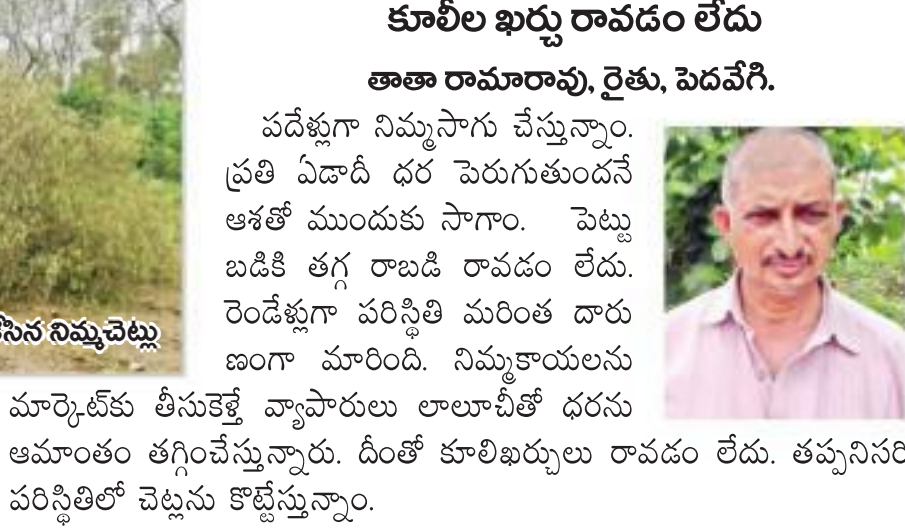 కూలీల ఖర్చు రావడం లేదు
తాతా రామారావు, రైతు, పెదవేగి.
పదేళ్లుగా నిమ్మసాగు చేస్తున్నాం.
ప్రతి ఏడాదీ ధర పెరుగుతుందనే
ఆశతో ముందుకు సాగాం. పెట్టు
బడికి తగ్గ రాబడి రావడం లేదు.
రెండేళ్లుగా పరిస్థితి మరింత దారు
ణంగా మారింది. నిమ్మకాయలను
మార్కెట్‌కు తీసుకెళ్తే వ్యాపారులు లాలూచీతో ధరను
ఆమాంతం తగ్గించేస్తున్నారు. దీంతో కూలిఖర్చులు రావడం లేదు. తప్పనిసరి
పరిస్థితిలో చెట్లను కొట్టేస్తున్నాం.
నిమ్మచెట్లు